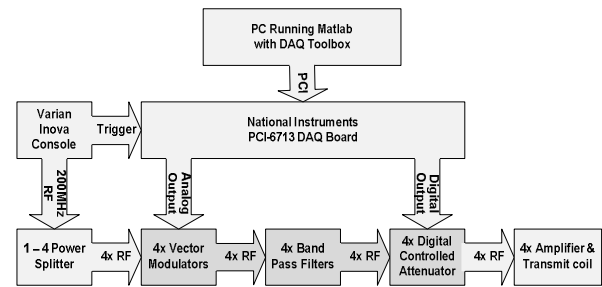 PC Running Matlab
with DAQ Toolbox
PCI
Varian
Inova
Console
Trigger
National Instruments
PCI-6713 DAQ Board
200MHz
RF
Analog
Output
Digital
Output
1 – 4 Power
Splitter
4x RF
4x Vector
Modulators
4x RF
4x Band
Pass Filters
4x RF
4x Digital
Controlled
Attenuator
4x RF
4x Amplifier &
Transmit coil